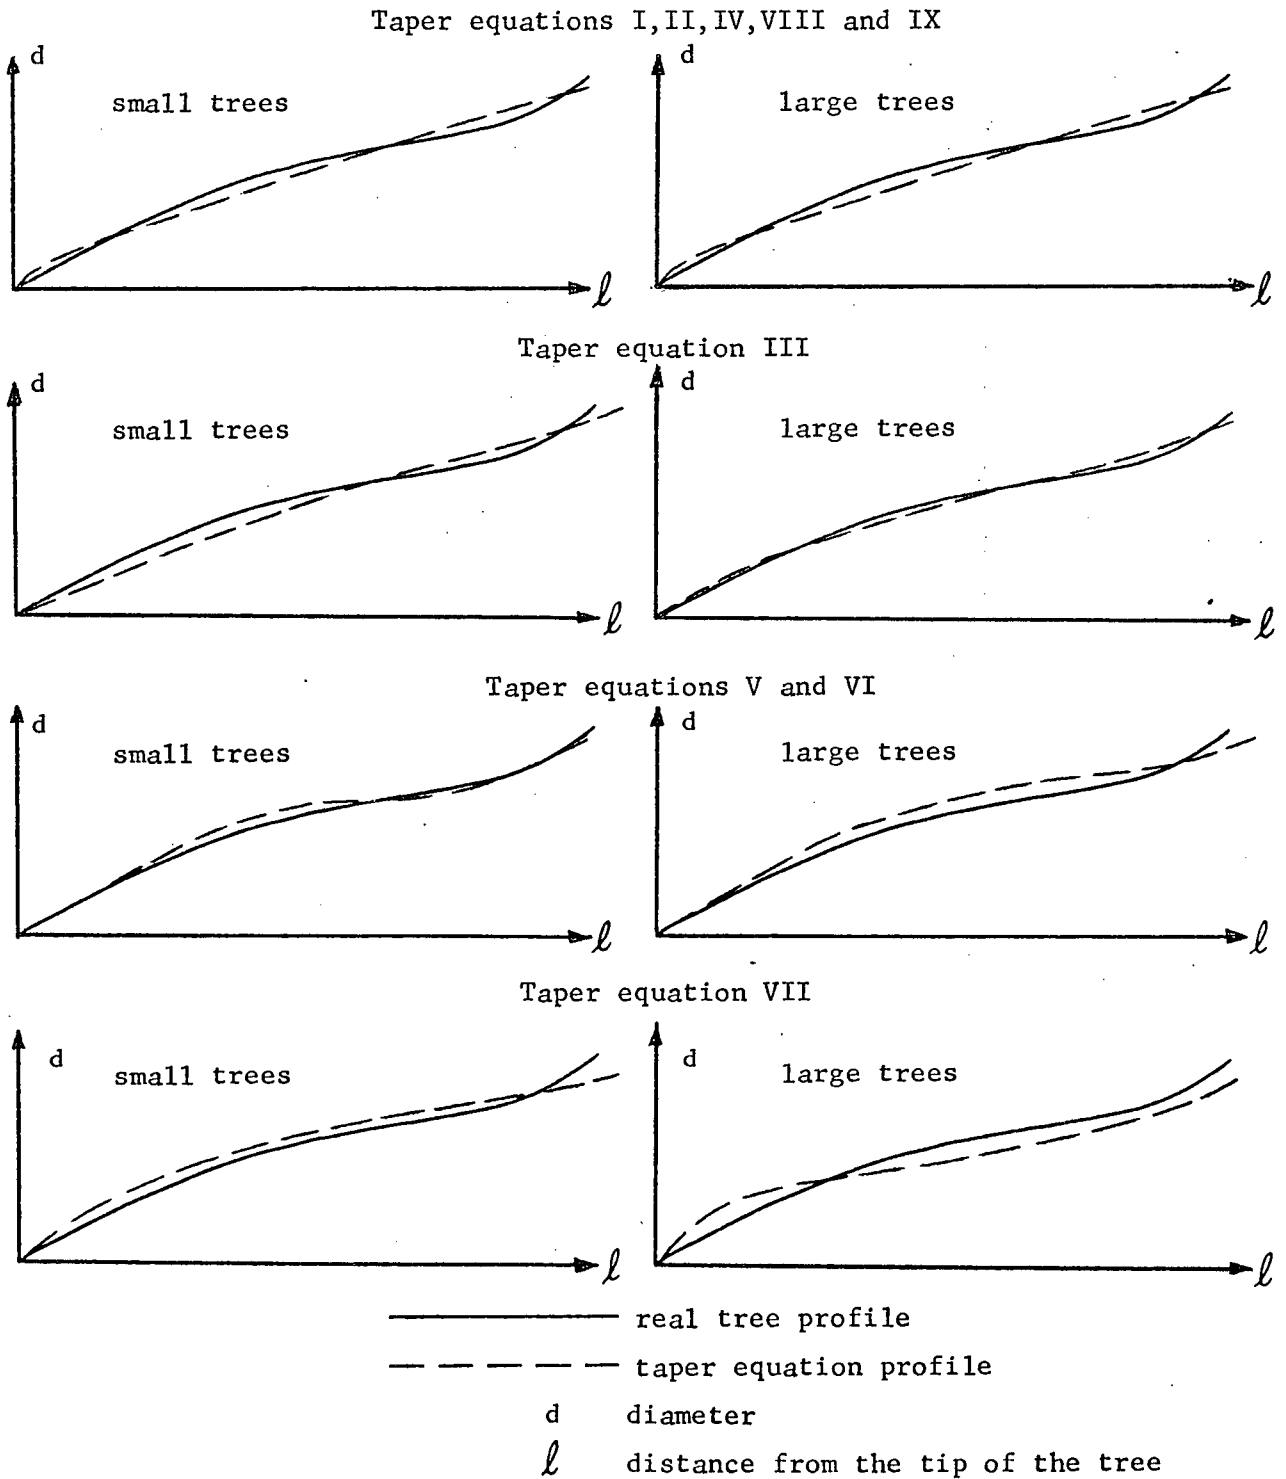 Taper equations I,II,IV,VIII and IX
d
small trees
ℓ
d
large trees
ℓ
Taper equation III
d
small trees
ℓ
d
large trees
ℓ
Taper equations V and VI
d
small trees
ℓ
d
large trees
ℓ
Taper equation VII
d
small trees
ℓ
d
large trees
ℓ
real tree profile
taper equation profile
d diameter
ℓ distance from the tip of the tree